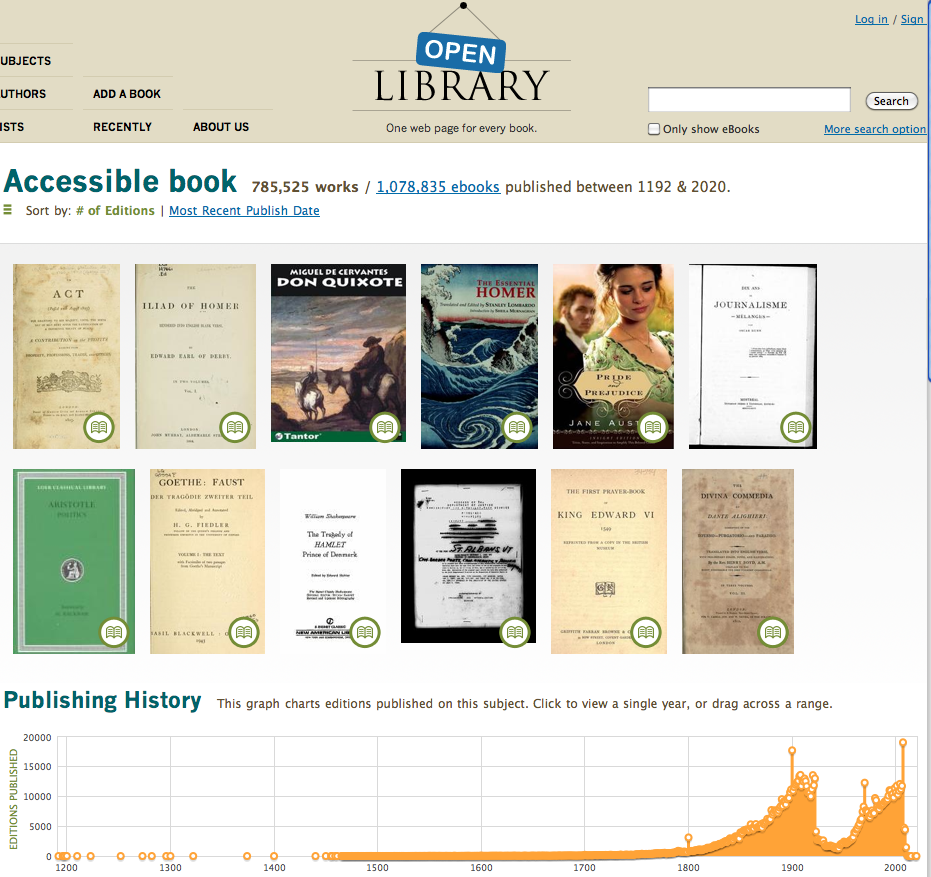 Log in / Sign
OPEN
LIBRARY
One web page for every book.
UBJECTS
UTHORS
ADD A BOOK
ISTS
RECENTLY
ABOUT US
Search
Only show eBooks
More search option
Accessible book 785,525 works / 1,078,835 ebooks published between 1192 & 2020.
Sort by: # of Editions | Most Recent Publish Date
ACT
THE
ILIAD OF HOMER
EDWARD EARL OF DERBY.
MIGUEL DE CERVANTES
DON QUIXOTE
Tantor
THE ESSENTIAL
HOMER
Translated and Edited by STANLEY LOMBARDO
PRIDE
and
PREJUDICE
JANE AUST
DIX ANS
JOURNALISME
MÉLANGES
LOEB CLASSICAL LIBRARY
ARISTOTLE
POLITICS
GOETHE: FAUST
DER TRAGÖDIE ZWEITER TEIL
H. G. FIEDLER
VOLUME I: THE TEXT
BASIL BLACKWELL
William Shakespeare
The Tragedy of
HAMLET
Prince of Denmark
NEW AMERICAN LIB
ST. ALBANS, VT
THE FIRST PRAYER-BOOK
KING EDWARD VI
1549
LONDON
THE
DIVINA COMMEDIA
DANTE ALIGHIERI
Publishing History This graph charts editions published on this subject. Click to view a single year, or drag across a range.
EDITIONS PUBLISHED
20000
15000
10000
5000
0
1200 1300 1400 1500 1600 1700 1800 1900 2000